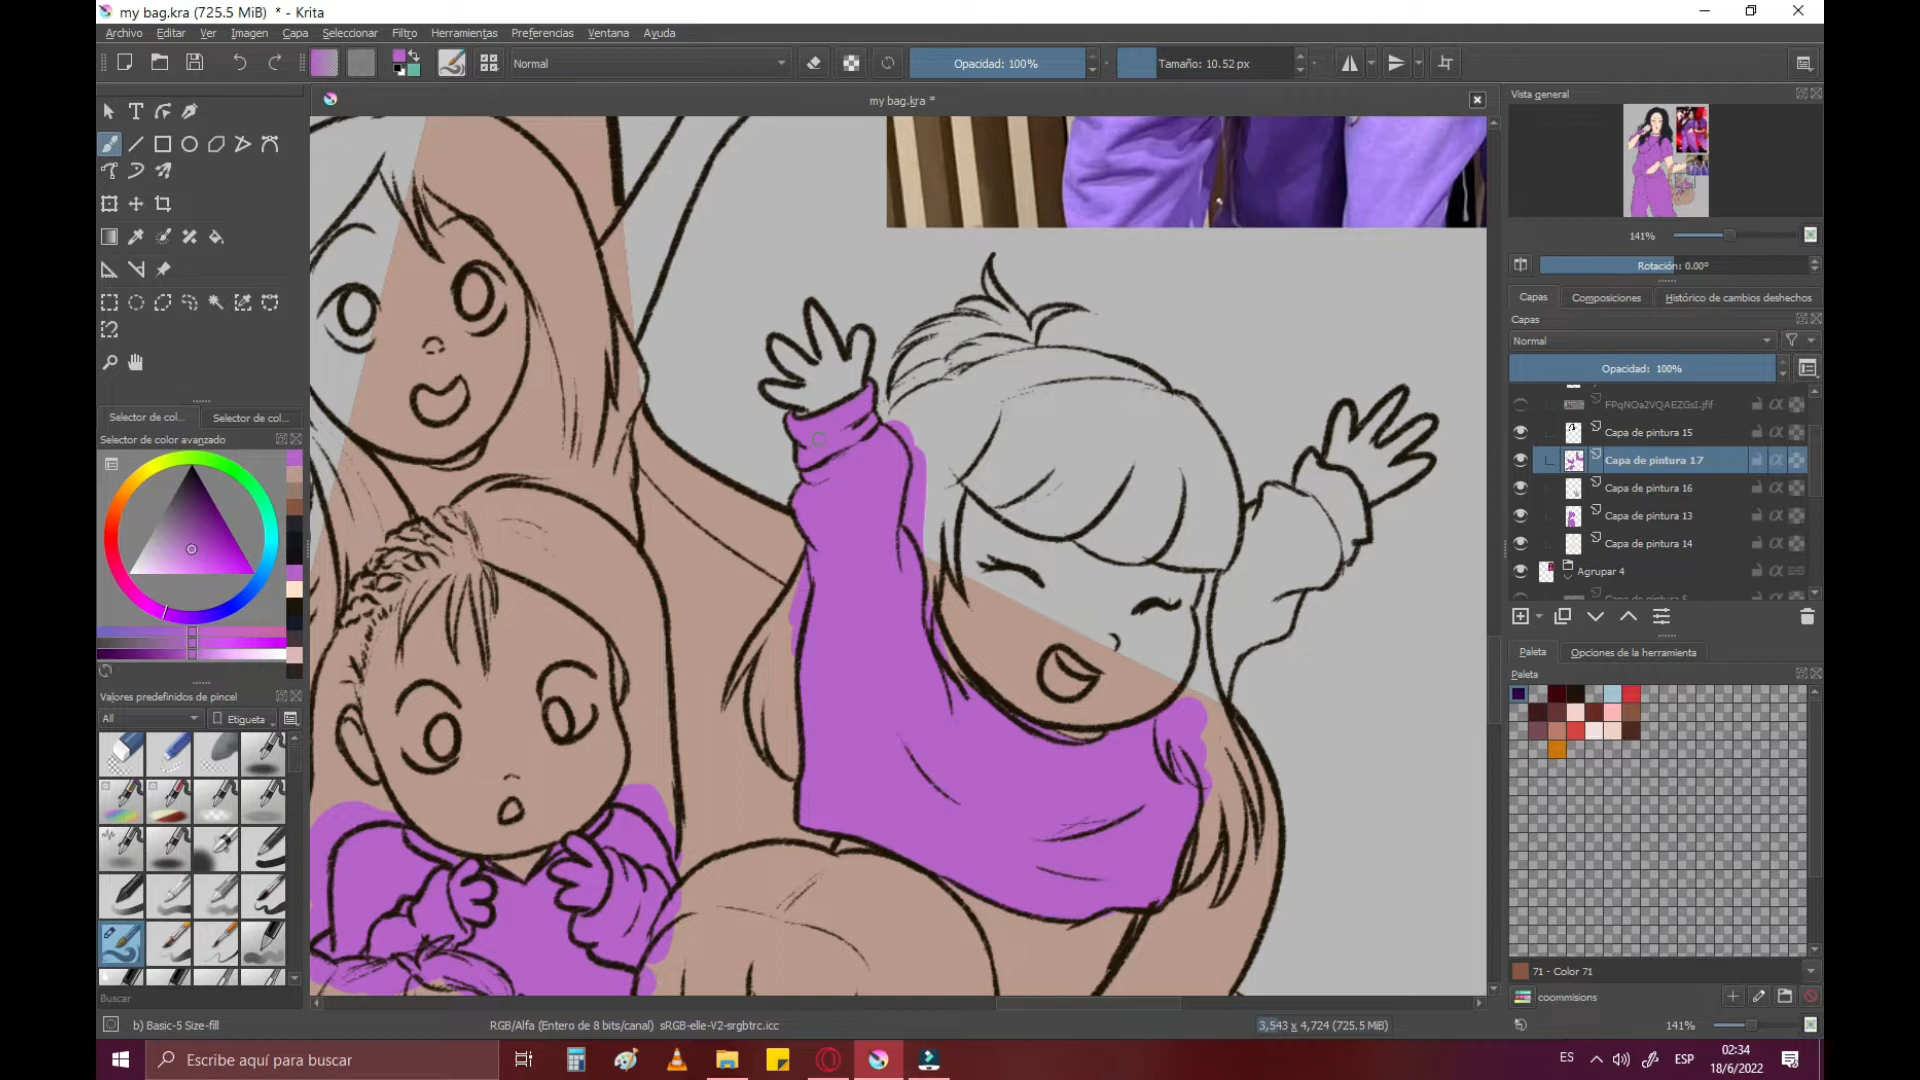 my bag.kra (725.5 MiB) * - Krita
Archivo Editar Ver Imagen Capa Seleccionar Filtro Herramientas Preferencias Ventana Ayuda
Normal
Opacidad: 100%
Tamaño: 10.52 px
my bag.kra *
Vista general
141%
Rotación: 0.00°
Capas Composiciones Histórico de cambios deshechos
Capas
Normal
Opacidad: 100%
FPqNOa2VQAEZGsI.jfif
Capa de pintura 15
Capa de pintura 17
Capa de pintura 16
Capa de pintura 13
Capa de pintura 14
Agrupar 4
Selector de col... Selector de col...
Selector de color avanzado
Paleta Opciones de la herramienta
Paleta
Valores predefinidos de pincel
All Etiqueta
Buscar
71 - Color 71
coommisions
b) Basic-5 Size-fill
RGB/Alfa (Entero de 8 bits/canal) sRGB-elle-V2-srgbtrc.icc
3,543 x 4,724 (725.5 MiB)
141%
Escribe aquí para buscar
ES
ESP
02:34
18/6/2022